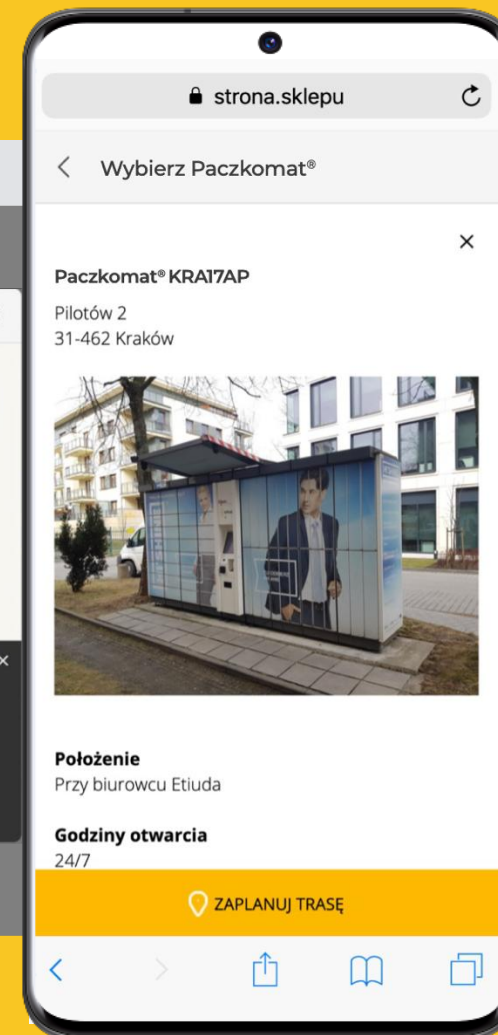 strona.sklepu
Wybierz Paczkomat®
Paczkomat® KRA17AP
Pilotów 2
31-462 Kraków
Położenie
Przy biurowcu Etiuda
Godziny otwarcia
24/7
ZAPLANUJ TRASĘ